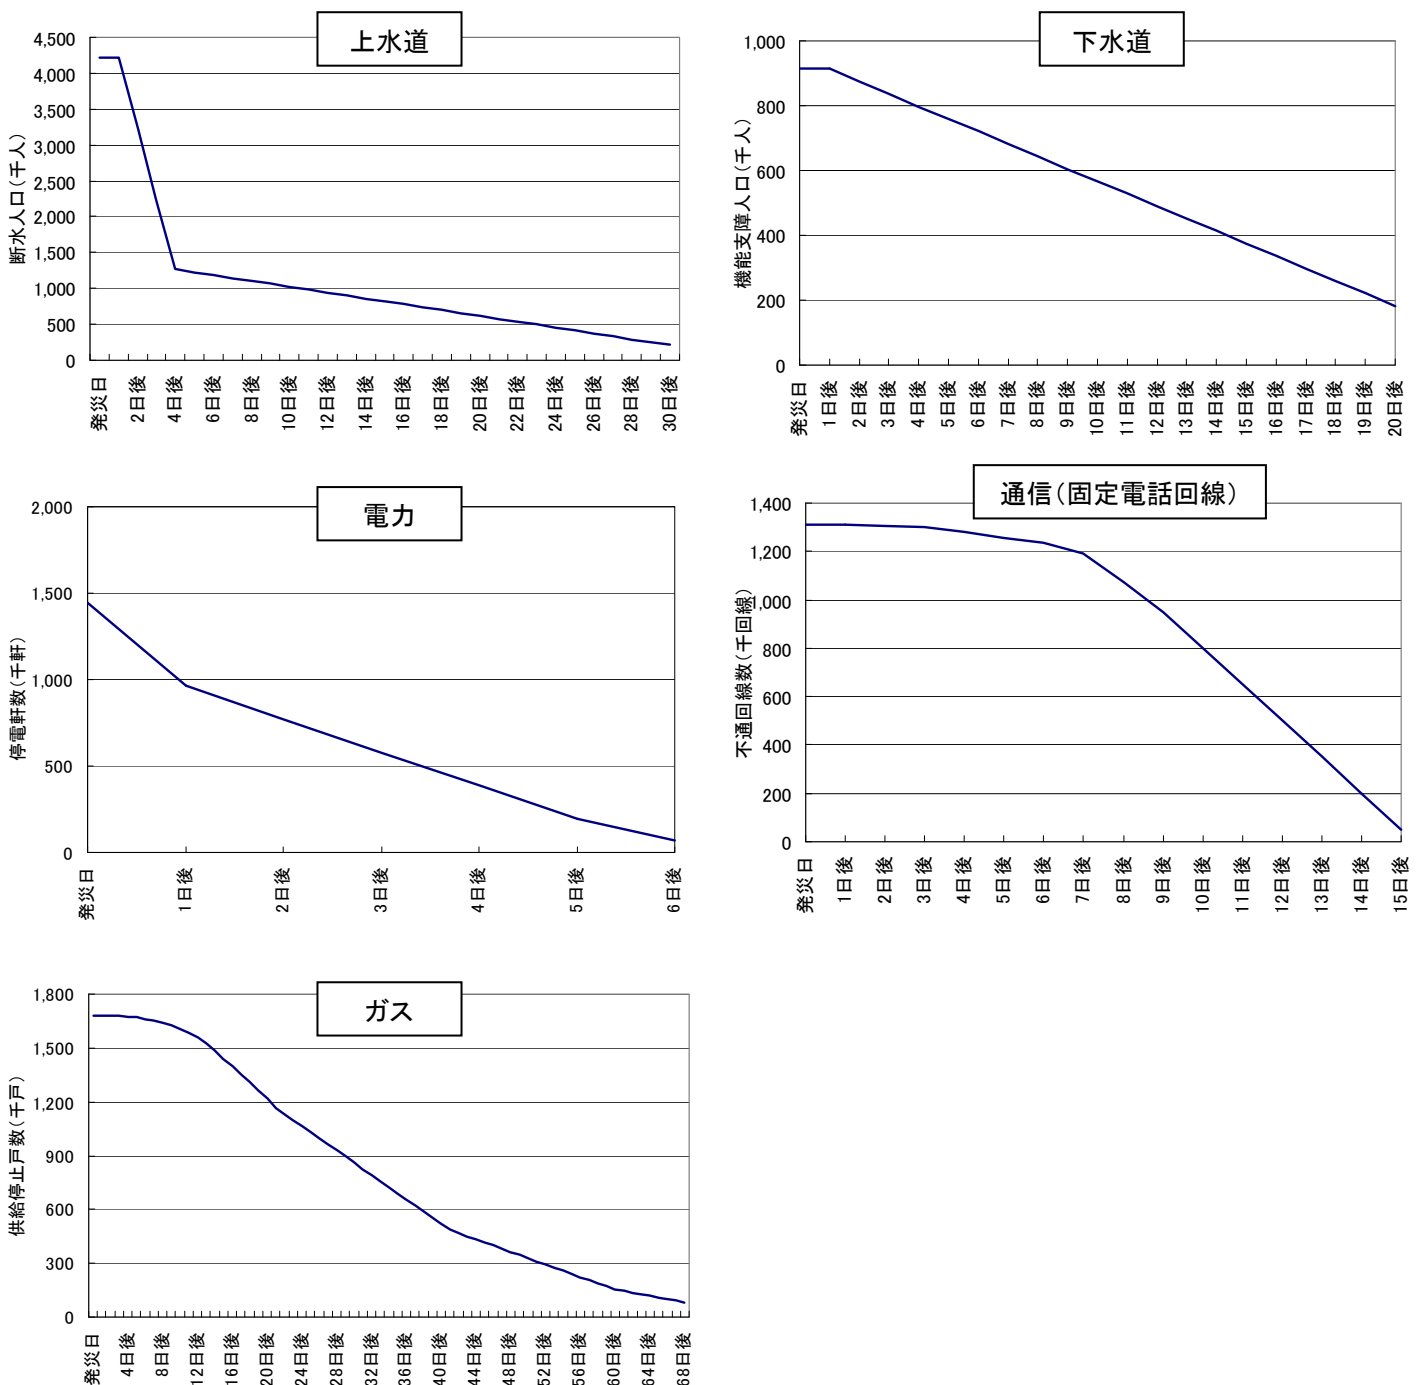 上水道
断水人口（千人）
4,500
4,000
3,500
3,000
2,500
2,000
1,500
1,000
500
0
発災日
2日後
4日後
6日後
8日後
10日後
12日後
14日後
16日後
18日後
20日後
22日後
24日後
26日後
28日後
30日後
下水道
機能支障人口（千人）
1,000
800
600
400
200
0
発災日
1日後
2日後
3日後
4日後
5日後
6日後
7日後
8日後
9日後
10日後
11日後
12日後
13日後
14日後
15日後
16日後
17日後
18日後
19日後
20日後
電力
停電軒数（千軒）
2,000
1,500
1,000
500
0
発災日
1日後
2日後
3日後
4日後
5日後
6日後
通信（固定電話回線）
不通回線数（千回線）
1,400
1,200
1,000
800
600
400
200
0
発災日
1日後
2日後
3日後
4日後
5日後
6日後
7日後
8日後
9日後
10日後
11日後
12日後
13日後
14日後
15日後
ガス
供給停止戸数（千戸）
1,800
1,500
1,200
900
600
300
0
発災日
4日後
8日後
12日後
16日後
20日後
24日後
28日後
32日後
36日後
40日後
44日後
48日後
52日後
56日後
60日後
64日後
68日後